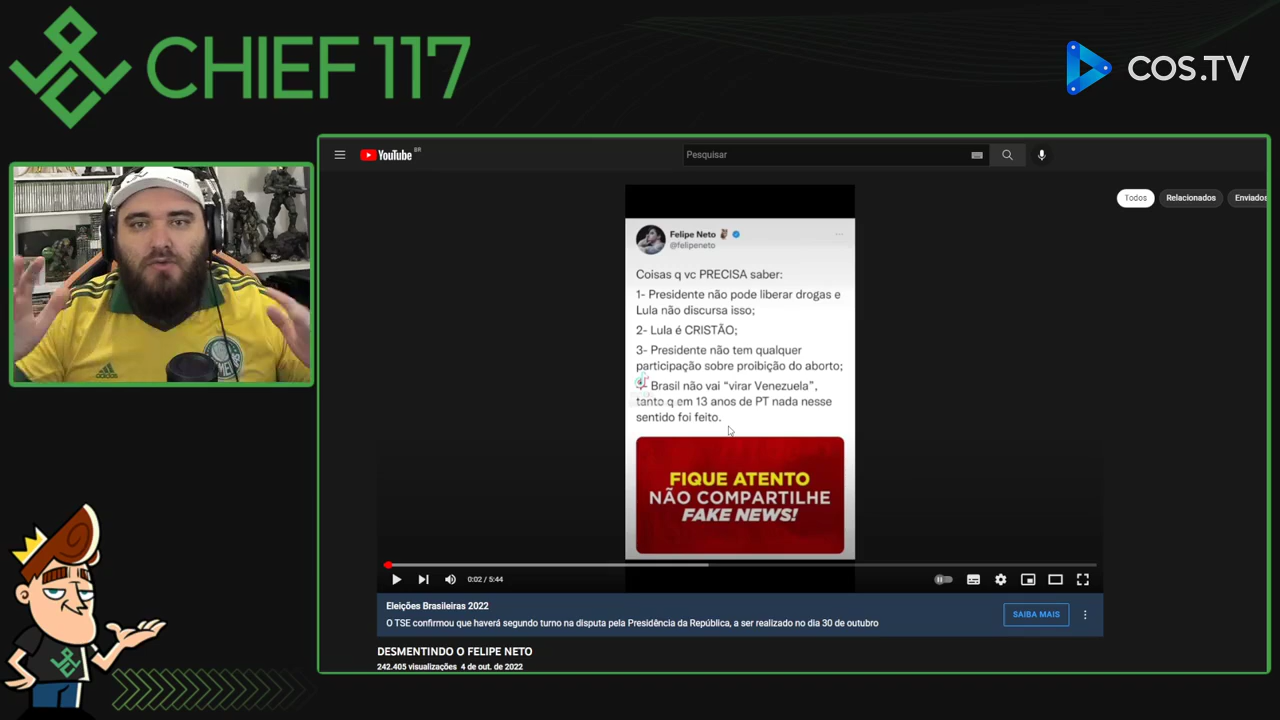 CHIEF 117
COS.TV
YouTube BR
Pesquisar
Todos
Relacionados
Enviados
Felipe Neto
@felipeneto
Coisas q vc PRECISA saber:
1- Presidente não pode liberar drogas e
Lula não discursa isso;
2- Lula é CRISTÃO;
3- Presidente não tem qualquer
participação sobre proibição do aborto;
Brasil não vai “virar Venezuela”,
tanto q em 13 anos de PT nada nesse
sentido foi feito.
FIQUE ATENTO
NÃO COMPARTILHE
FAKE NEWS!
0:02 / 5:44
Eleições Brasileiras 2022
O TSE confirmou que haverá segundo turno na disputa pela Presidência da República, a ser realizado no dia 30 de outubro
SAIBA MAIS
DESMENTINDO O FELIPE NETO
242.405 visualizações 4 de out. de 2022